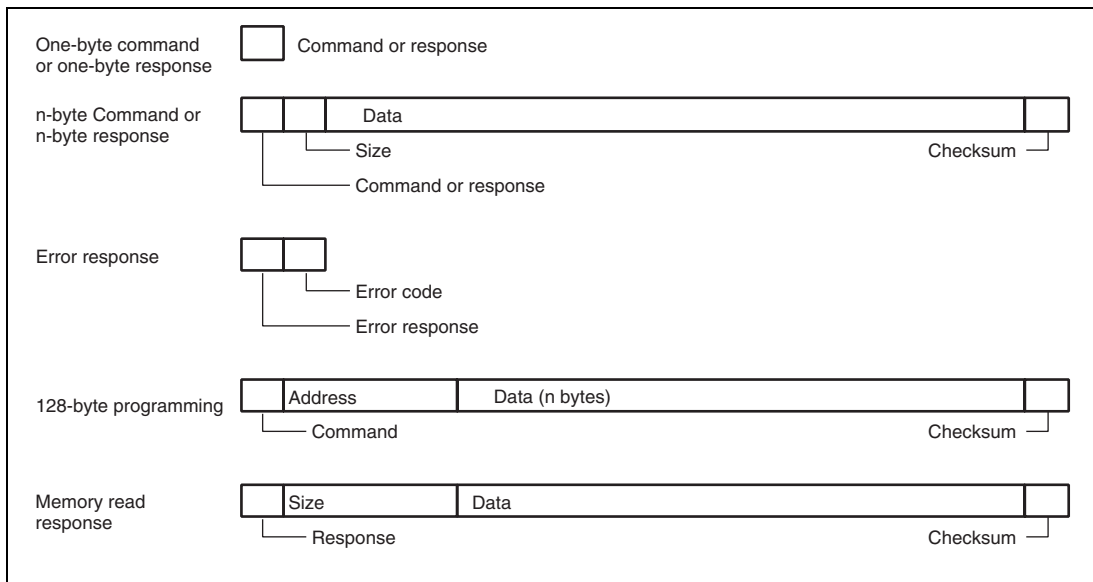 One-byte command
or one-byte response
Command or response
n-byte Command or
n-byte response
Data
Size
Checksum
Command or response
Error response
Error code
Error response
128-byte programming
Address
Data (n bytes)
Command
Checksum
Memory read
response
Size
Data
Response
Checksum